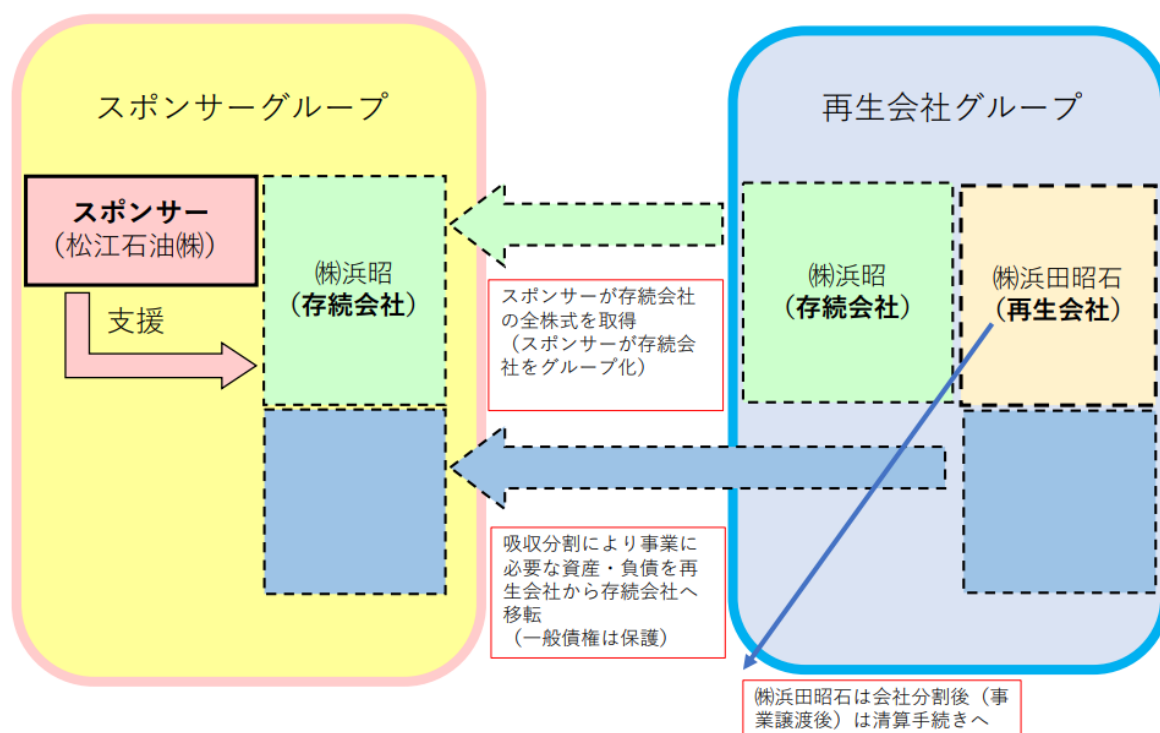 スポンサーグループ
再生会社グループ
スポンサー
（松江石油㈱）
支援
㈱浜昭
（存続会社）
スポンサーが存続会社
の全株式を取得
（スポンサーが存続会
社をグループ化）
㈱浜昭
（存続会社）
㈱浜田昭石
（再生会社）
吸収分割により事業に
必要な資産・負債を再
生会社から存続会社へ
移転
（一般債権は保護）
㈱浜田昭石は会社分割後（事
業譲渡後）は清算手続きへ